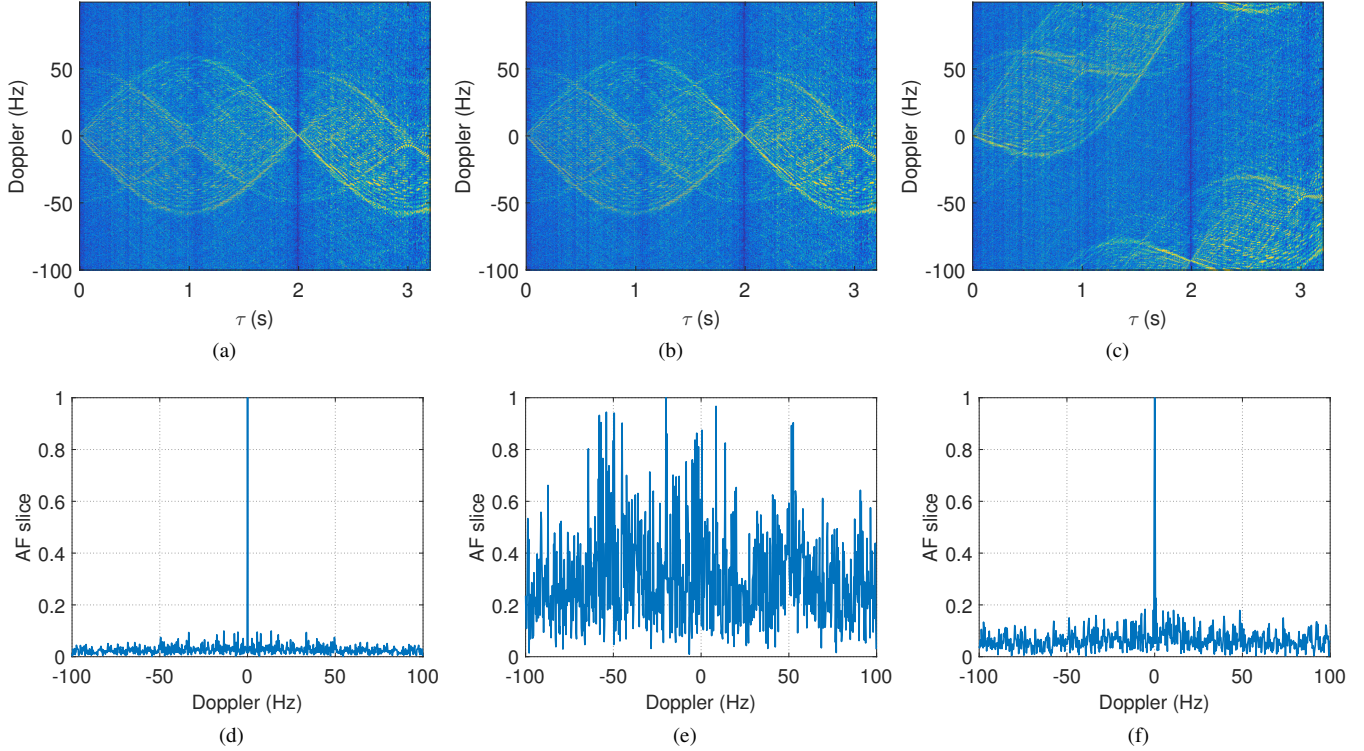 50
0
-50
-100
Doppler (Hz)
0 1 2 3
τ (s)
(a)
50
0
-50
-100
Doppler (Hz)
0 1 2 3
τ (s)
(b)
50
0
-50
-100
Doppler (Hz)
0 1 2 3
τ (s)
(c)
1
0.8
0.6
0.4
0.2
0
AF slice
-100 -50 0 50 100
Doppler (Hz)
(d)
1
0.8
0.6
0.4
0.2
0
AF slice
-100 -50 0 50 100
Doppler (Hz)
(e)
1
0.8
0.6
0.4
0.2
0
AF slice
-100 -50 0 50 100
Doppler (Hz)
(f)